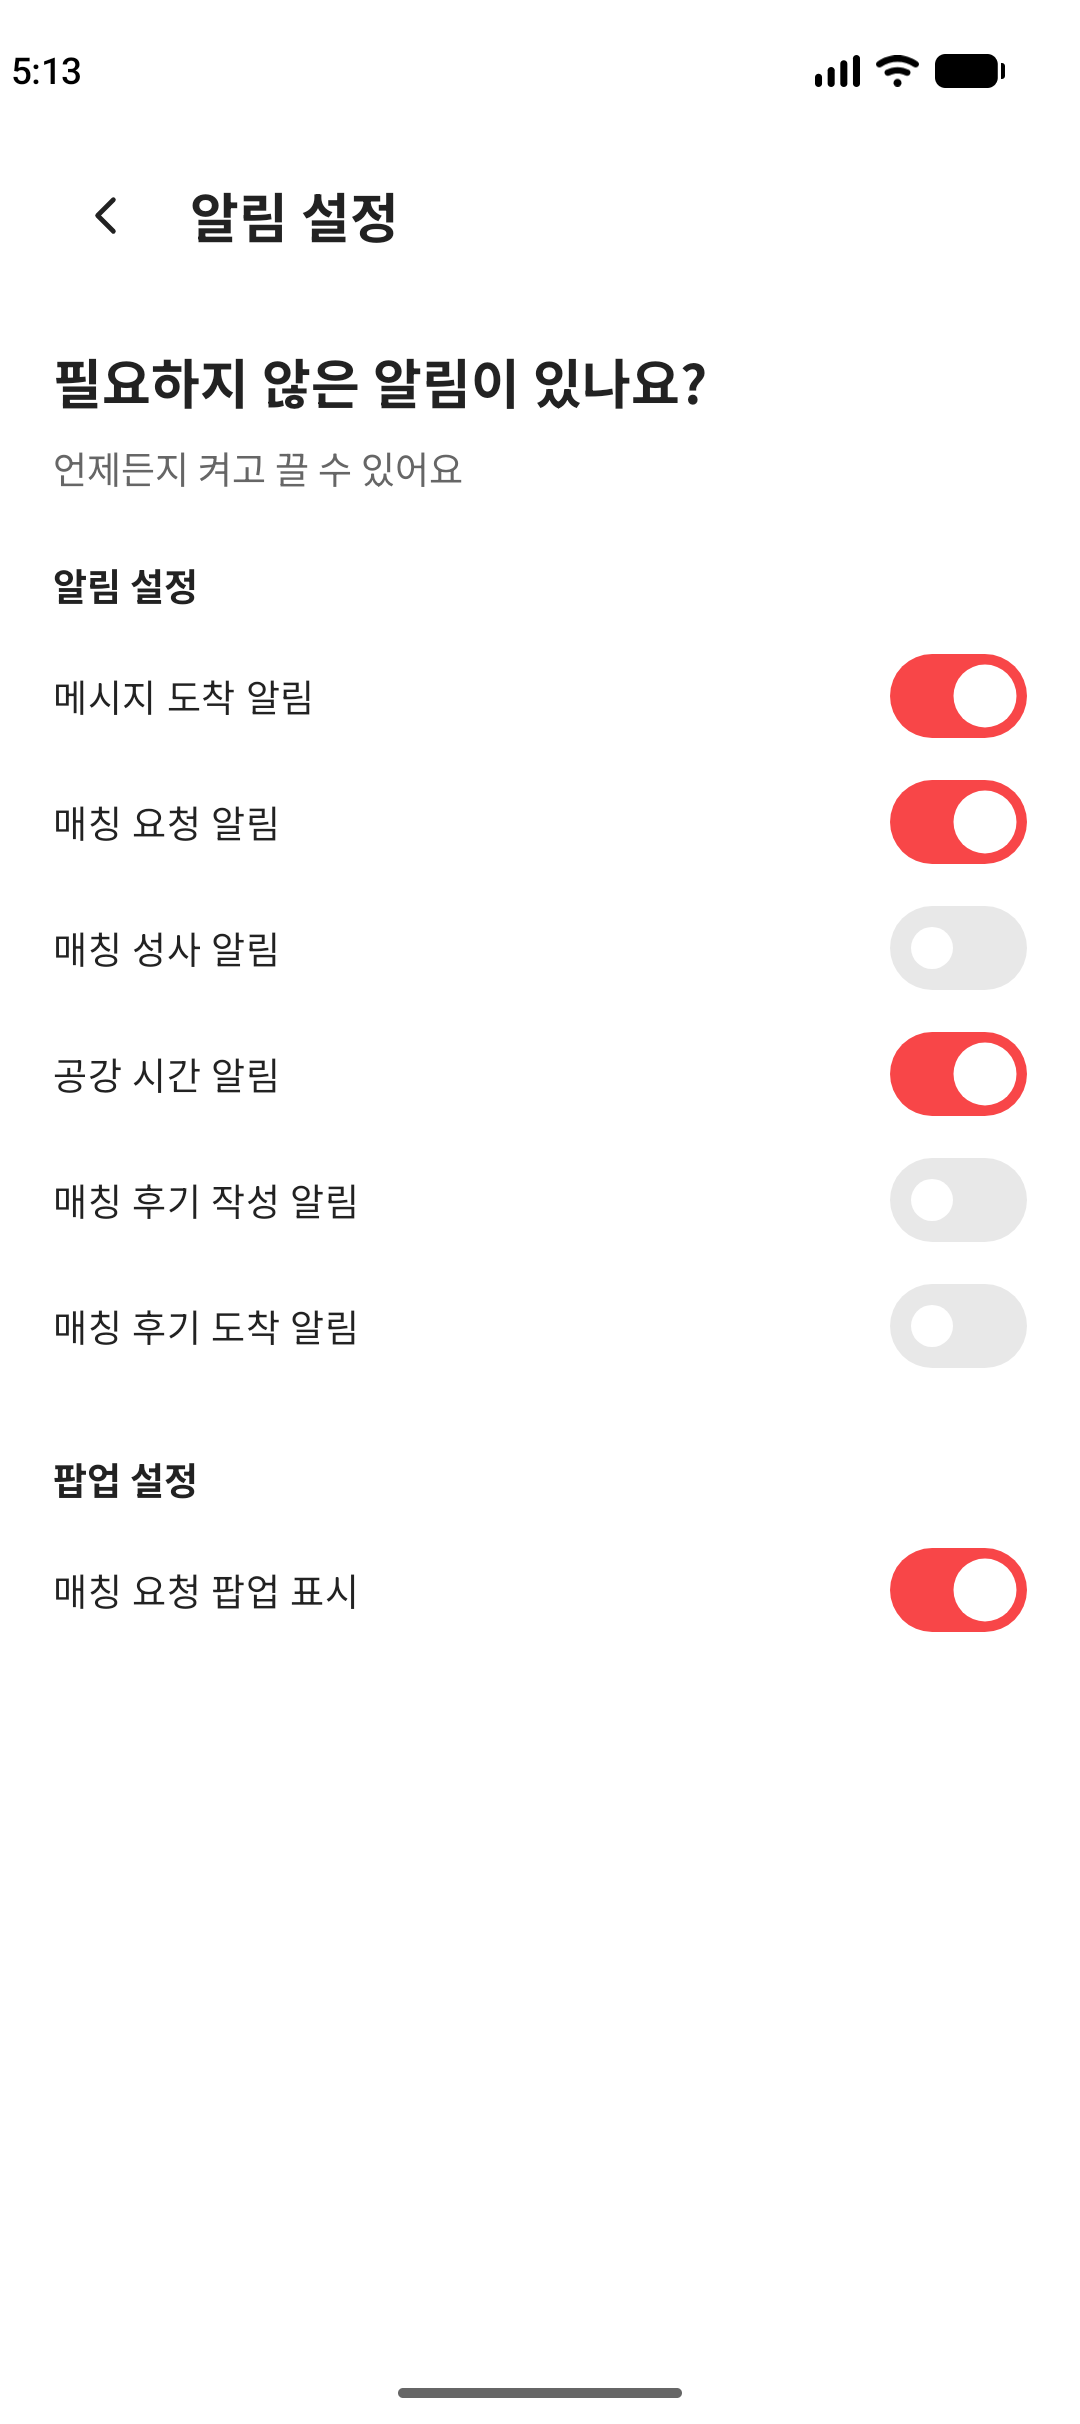 5:13
알림 설정
필요하지 않은 알림이 있나요?
언제든지 켜고 끌 수 있어요
알림 설정
메시지 도착 알림
매칭 요청 알림
매칭 성사 알림
공강 시간 알림
매칭 후기 작성 알림
매칭 후기 도착 알림
팝업 설정
매칭 요청 팝업 표시